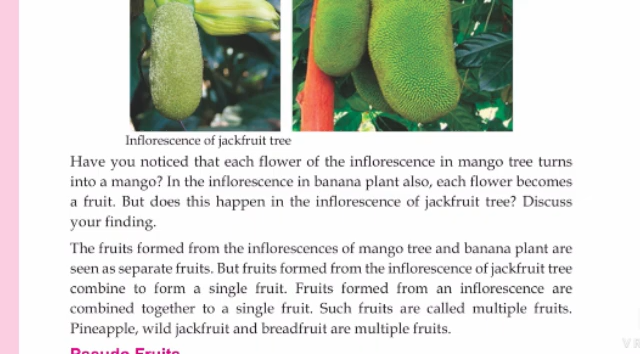 Inflorescence of jackfruit tree
Have you noticed that each flower of the inflorescence in mango tree turns
into a mango? In the inflorescence in banana plant also, each flower becomes
a fruit. But does this happen in the inflorescence of jackfruit tree? Discuss
your finding.
The fruits formed from the inflorescences of mango tree and banana plant are
seen as separate fruits. But fruits formed from the inflorescence of jackfruit tree
combine to form a single fruit. Fruits formed from an inflorescence are
combined together to a single fruit. Such fruits are called multiple fruits.
Pineapple, wild jackfruit and breadfruit are multiple fruits.
Pseudo Fruits